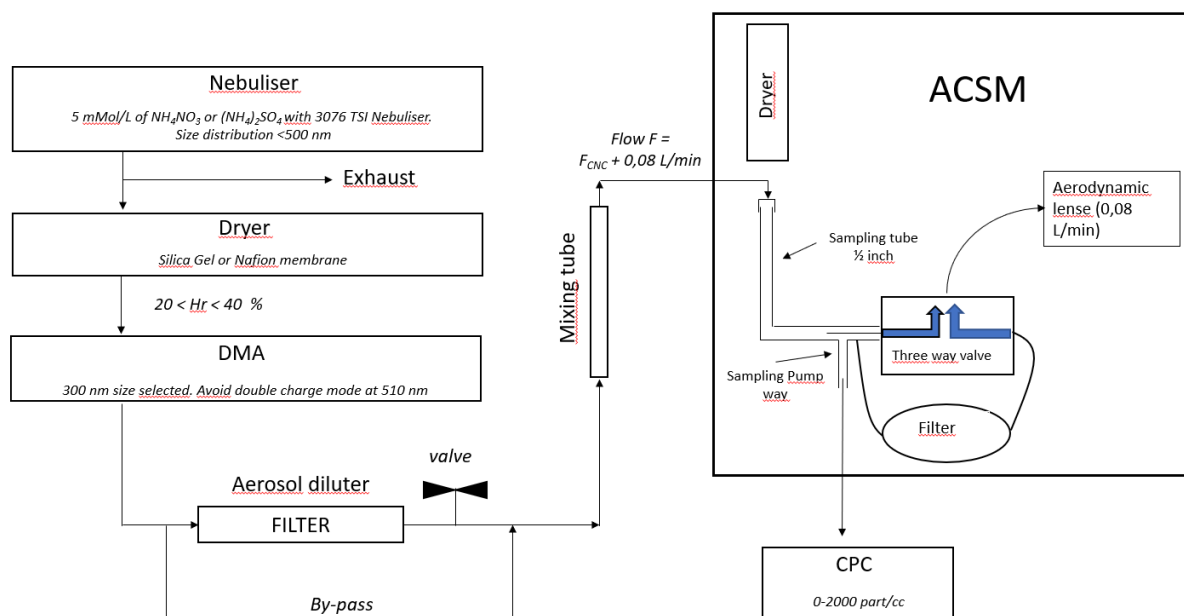 Nebuliser
5 mMol/L of NH₄NO₃ or (NH₄)₂SO₄ with 3076 TSI Nebuliser.
Size distribution <500 nm
Exhaust
Dryer
Silica Gel or Nafion membrane
20 < Hr < 40 %
DMA
300 nm size selected. Avoid double charge mode at 510 nm
valve
Aerosol diluter
FILTER
By-pass
Mixing tube
Flow F =
F_CNC + 0,08 L/min
Dryer
ACSM
Aerodynamic
lense (0,08
L/min)
Sampling tube
½ inch
Three way valve
Sampling Pump
way
Filter
CPC
0-2000 part/cc